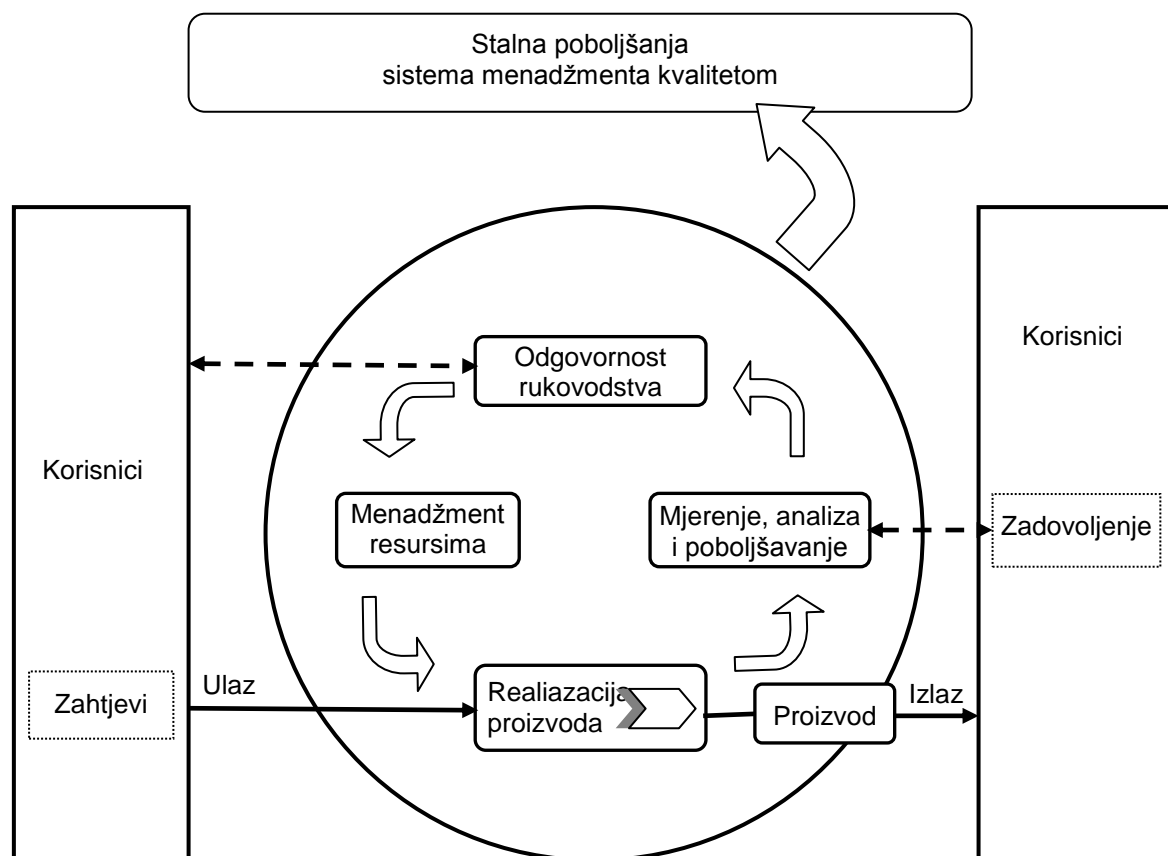 Stalna poboljšanja
sistema menadžmenta kvalitetom
Korisnici
Odgovornost
rukovodstva
Korisnici
Menadžment
resursima
Mjerenje, analiza
i poboljšavanje
Zadovoljenje
Zahtjevi
Ulaz
Realiazacija
proizvoda
Proizvod
Izlaz